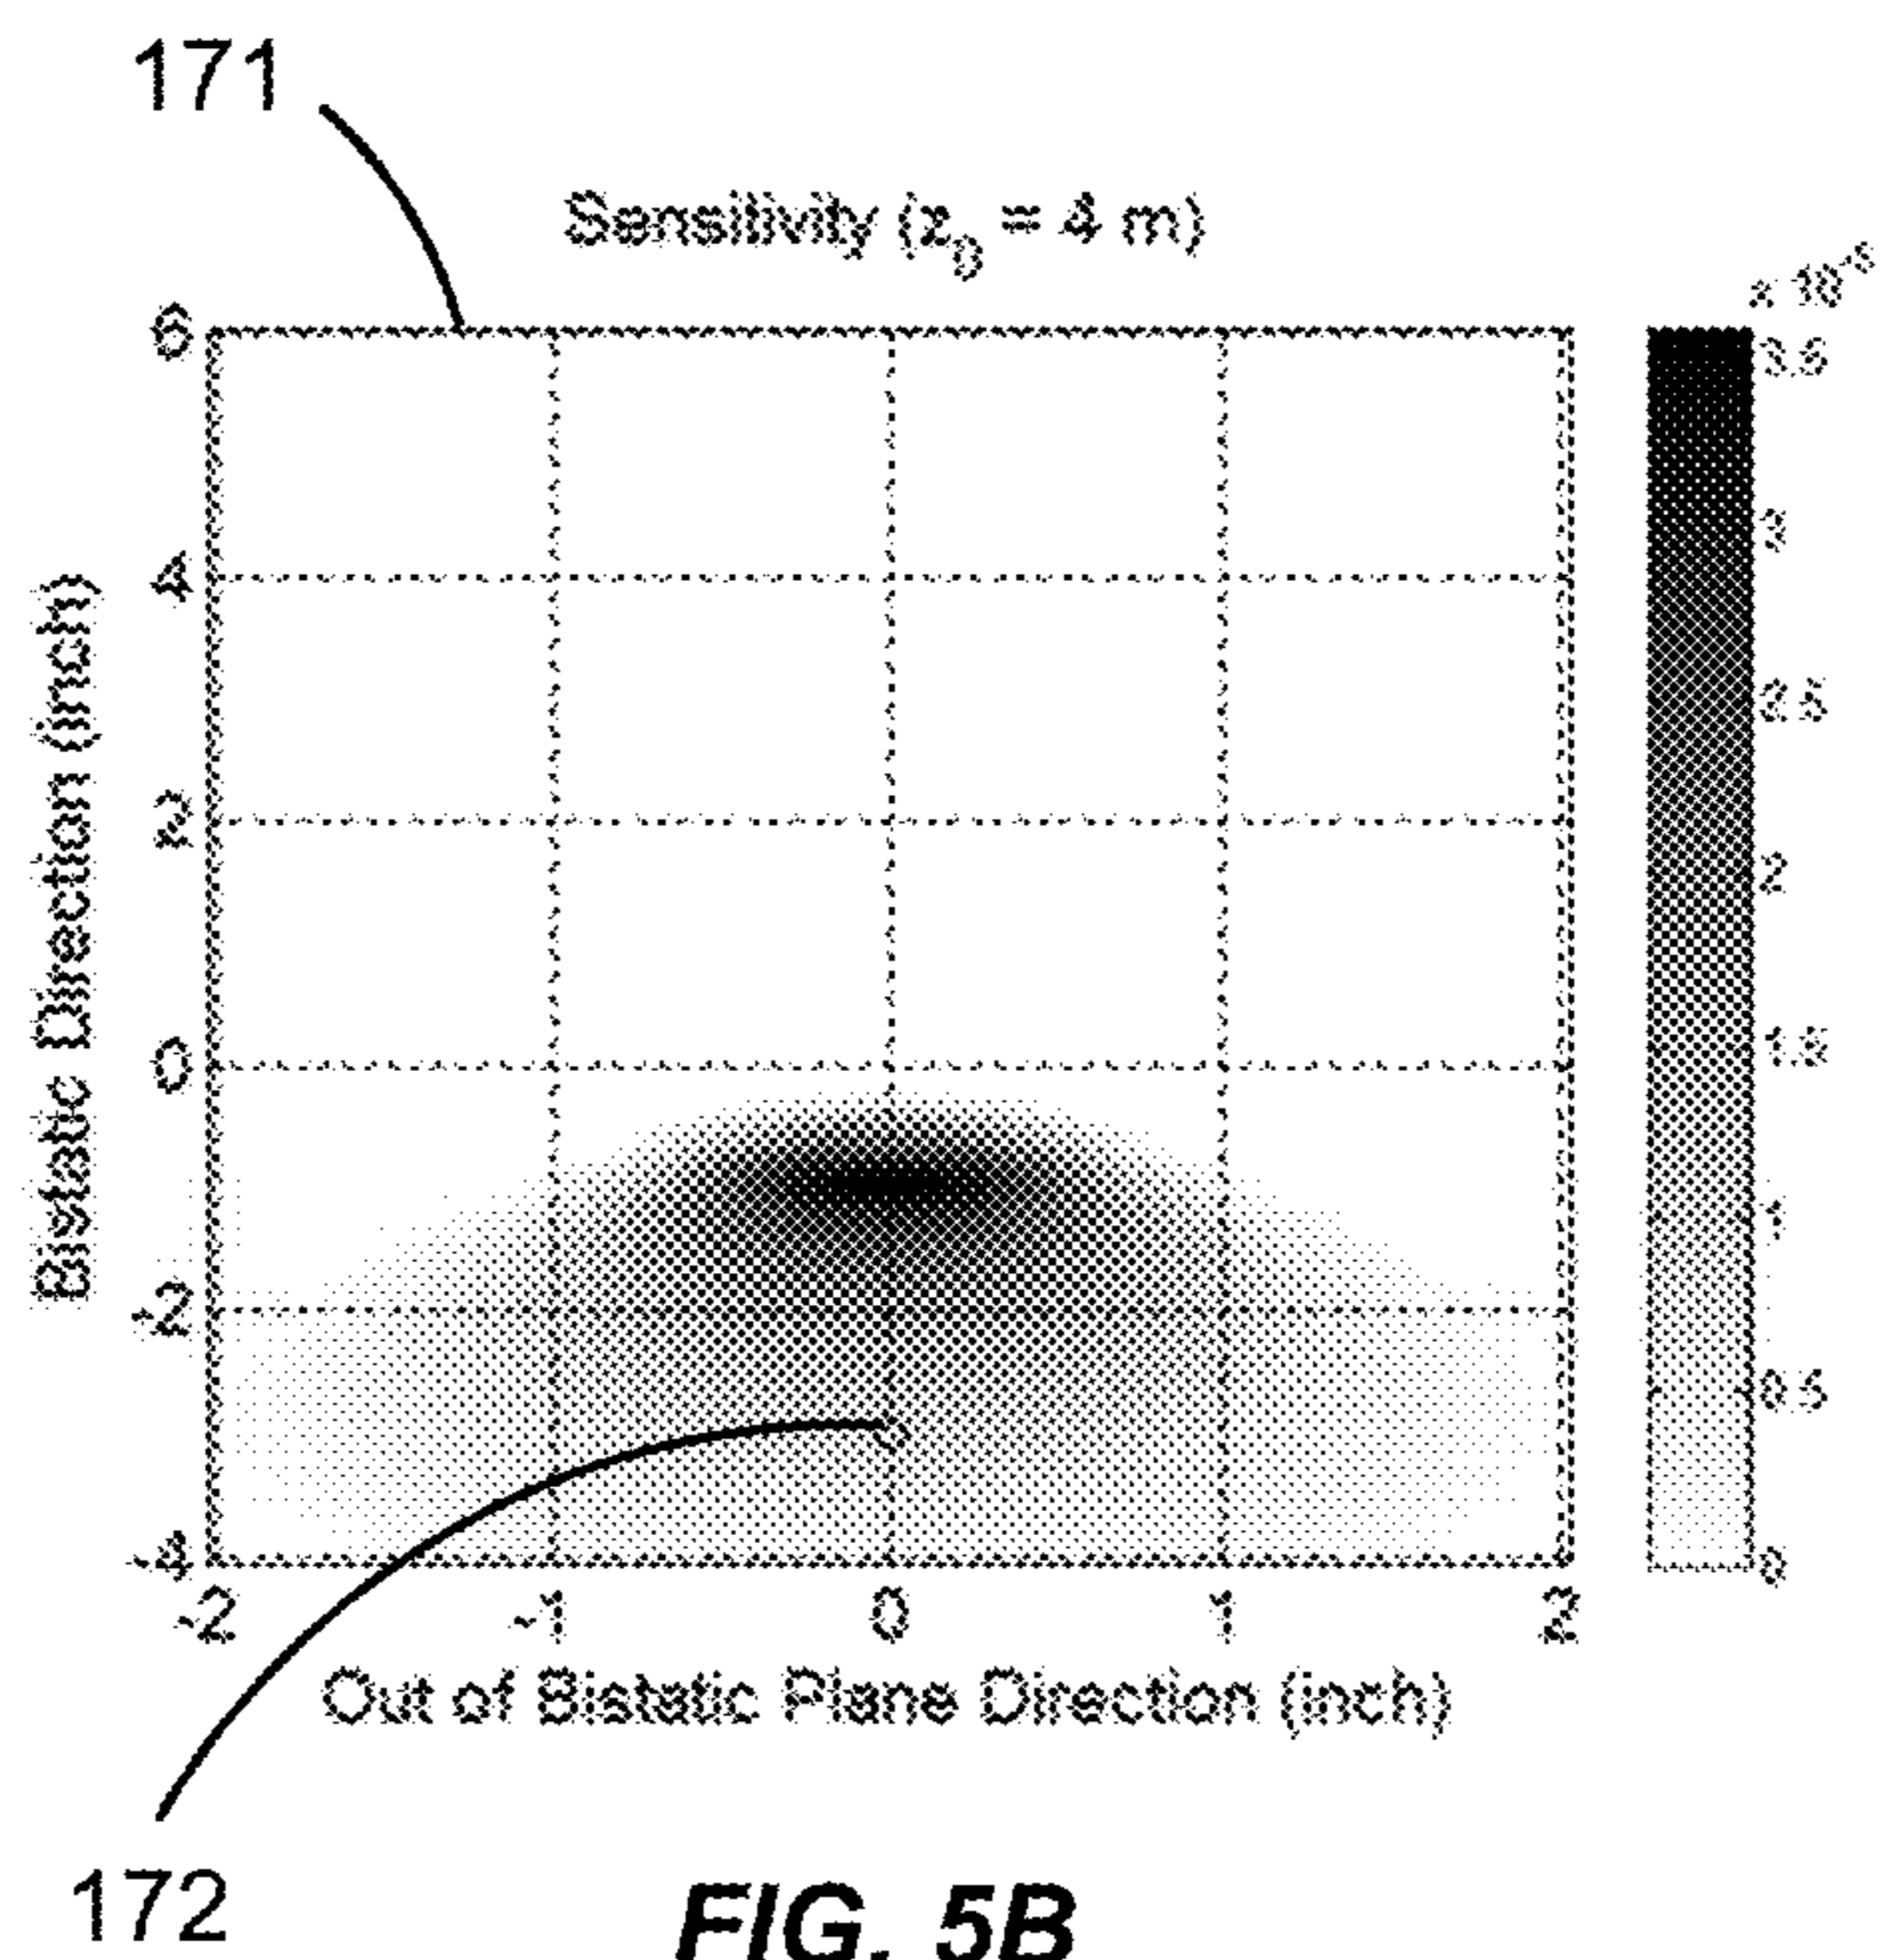 171
Sensitivity (z₀ = 4 m)
x 10⁻⁵
6
4
2
0
-2
-4
Bistatic Direction (inch)
3.5
3
2.5
2
1.5
1
0.5
0
-2 -1 0 1 2
Out of Bistatic Plane Direction (inch)
172
FIG. 5B